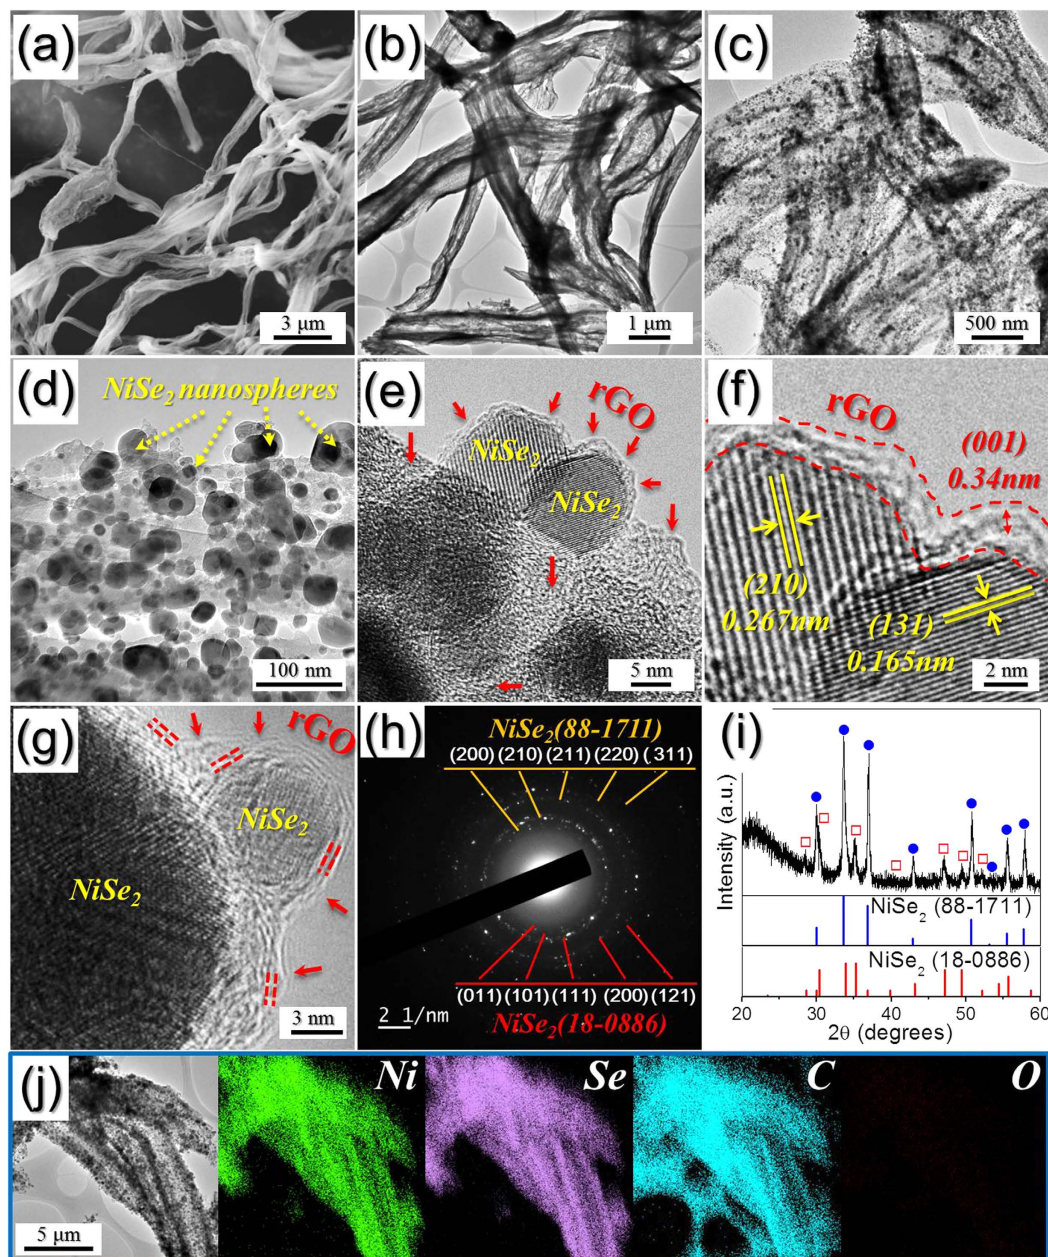 (a)
3 μm
(b)
1 μm
(c)
500 nm
(d)
NiSe2 nanospheres
100 nm
(e)
rGO
NiSe2
NiSe2
5 nm
(f)
rGO
(001)
0.34nm
(210)
0.267nm
(131)
0.165nm
2 nm
(g)
rGO
NiSe2
NiSe2
3 nm
(h)
NiSe2(88-1711)
(200) (210) (211) (220) (311)
(011) (101) (111) (200) (121)
2 1/nm
NiSe2(18-0886)
(i)
Intensity (a.u.)
NiSe2 (88-1711)
NiSe2 (18-0886)
20 30 40 50 60
2θ (degrees)
(j)
5 μm
Ni
Se
C
O